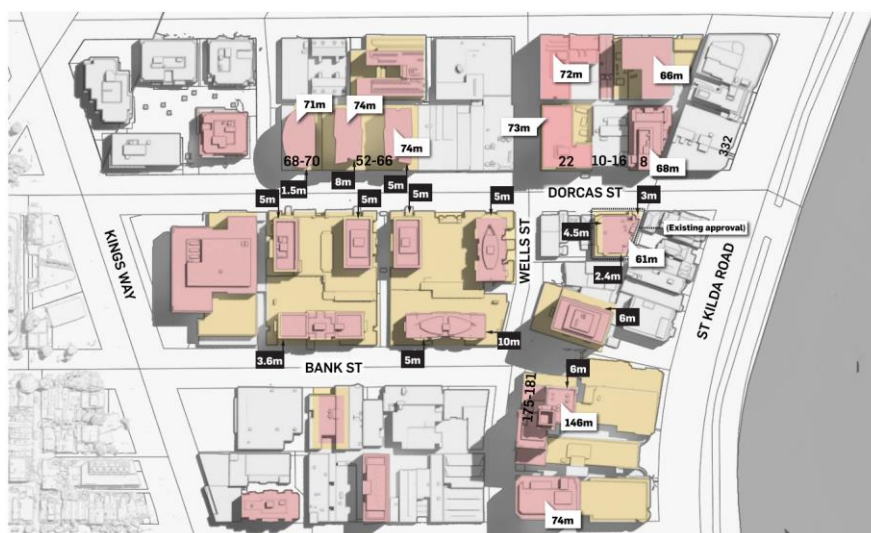 72m
66m
71m
74m
73m
74m
332
68-70
52-66
22
10-16
8
68m
8m
5m
1.5m
5m
DORCAS ST
5m
5m
5m
5m
3m
4.5m
(Existing approval)
61m
2.4m
WELLS ST
KINGS WAY
ST KILDA ROAD
6m
10m
3.6m
5m
BANK ST
6m
175-181
146m
74m